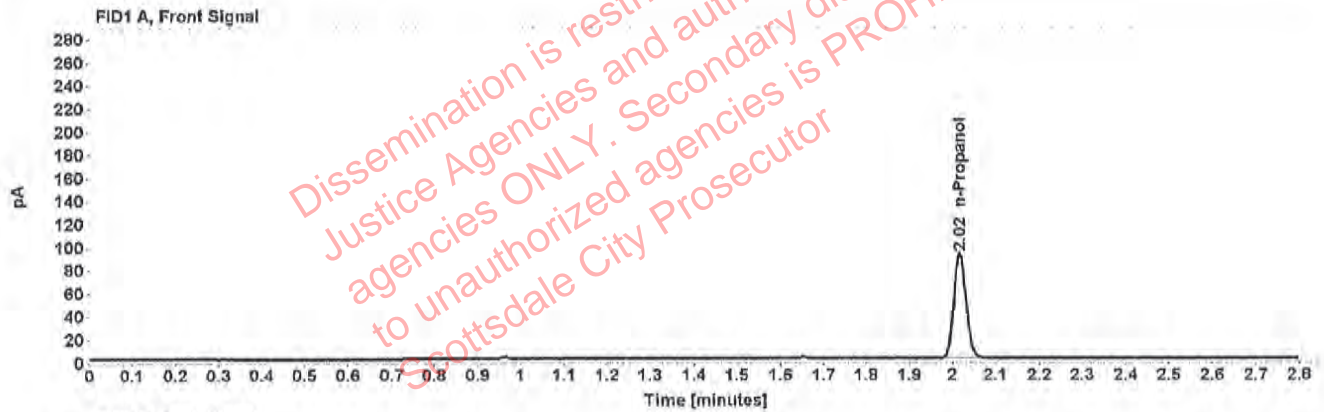 FID1 A, Front Signal
280
260
240
220
200
180
160
140
120
100
80
60
40
20
0
pA
2.02 n-Propanol
0 0.1 0.2 0.3 0.4 0.5 0.6 0.7 0.8 0.9 1 1.1 1.2 1.3 1.4 1.5 1.6 1.7 1.8 1.9 2 2.1 2.2 2.3 2.4 2.5 2.6 2.7 2.8
Time [minutes]
Dissemination is
Justice Agencies and
agencies ONLY. Secondary
to unauthorized agencies is
Scottsdale City Prosecutor